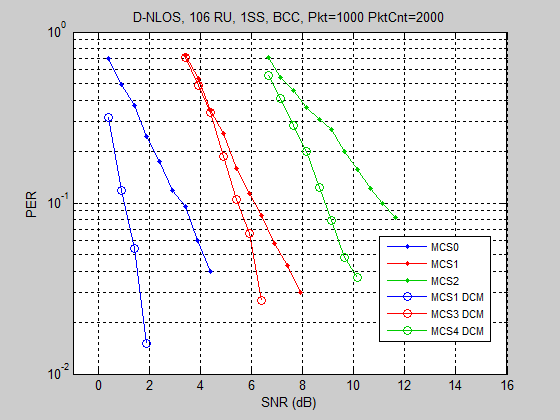 D-NLOS, 106 RU, 1SS, BCC, Pkt=1000 PktCnt=2000
10^0
10^-1
10^-2
PER
MCS0
MCS1
MCS2
MCS1 DCM
MCS3 DCM
MCS4 DCM
0 2 4 6 8 10 12 14 16
SNR (dB)